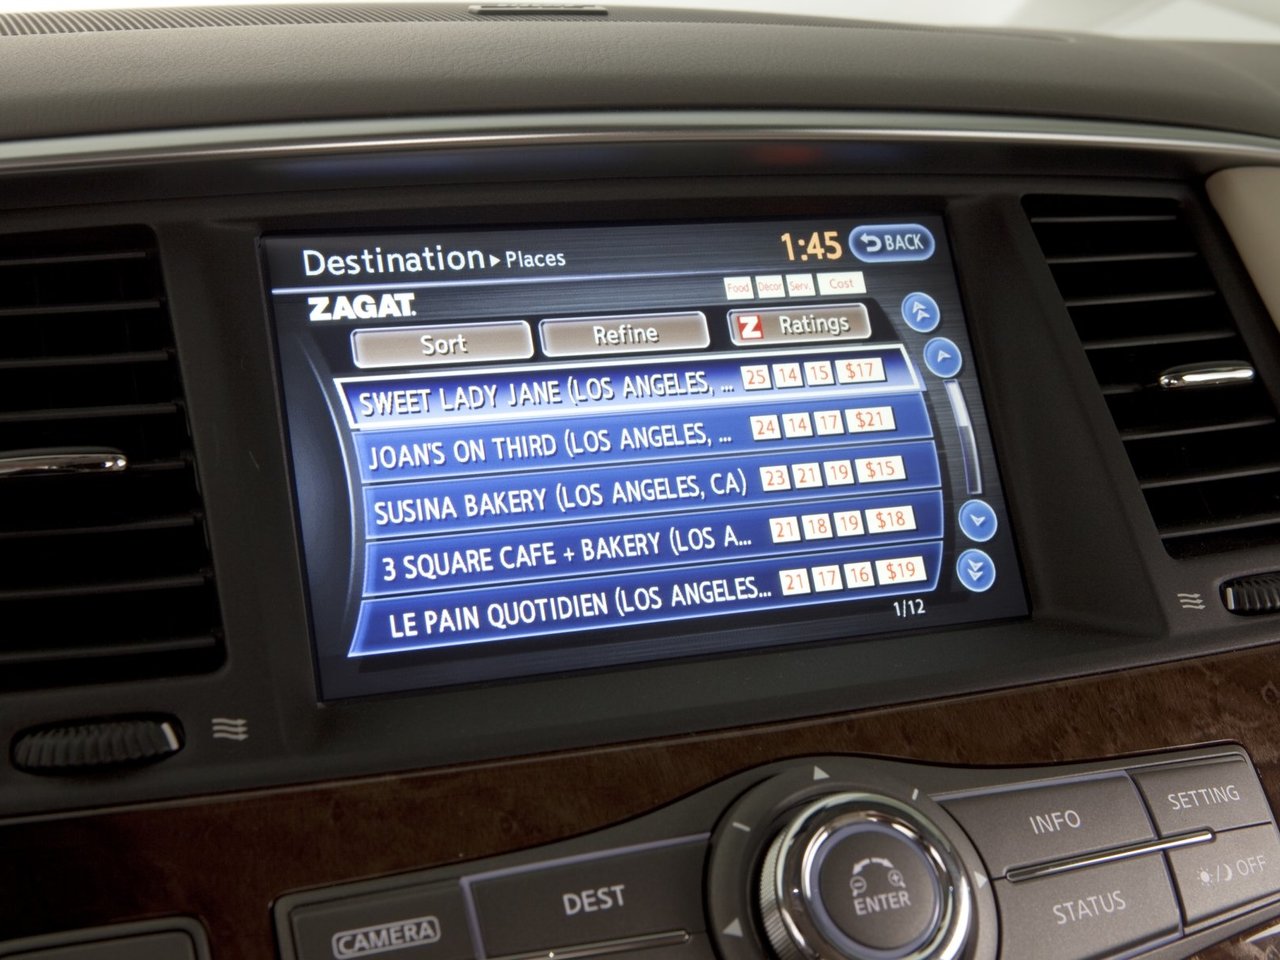 Destination ▸ Places 1:45 BACK
ZAGAT
Food Décor Serv. Cost
Sort Refine Z Ratings
SWEET LADY JANE (LOS ANGELES, ... 25 14 15 $17
JOAN'S ON THIRD (LOS ANGELES, ... 24 14 17 $21
SUSINA BAKERY (LOS ANGELES, CA) 23 21 19 $15
3 SQUARE CAFE + BAKERY (LOS A... 21 18 19 $18
LE PAIN QUOTIDIEN (LOS ANGELES... 21 17 16 $19
1/12
INFO SETTING
DEST ENTER STATUS OFF
CAMERA